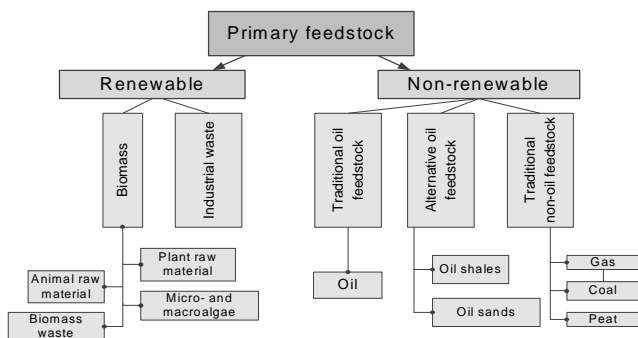 Primary feedstock
Renewable
Non-renewable
Biomass
Industrial waste
Traditional oil
feedstock
Alternative oil
feedstock
Traditional
non-oil feedstock
Plant raw
material
Animal raw
material
Micro- and
macroalgae
Biomass
waste
Oil
Oil shales
Oil sands
Gas
Coal
Peat